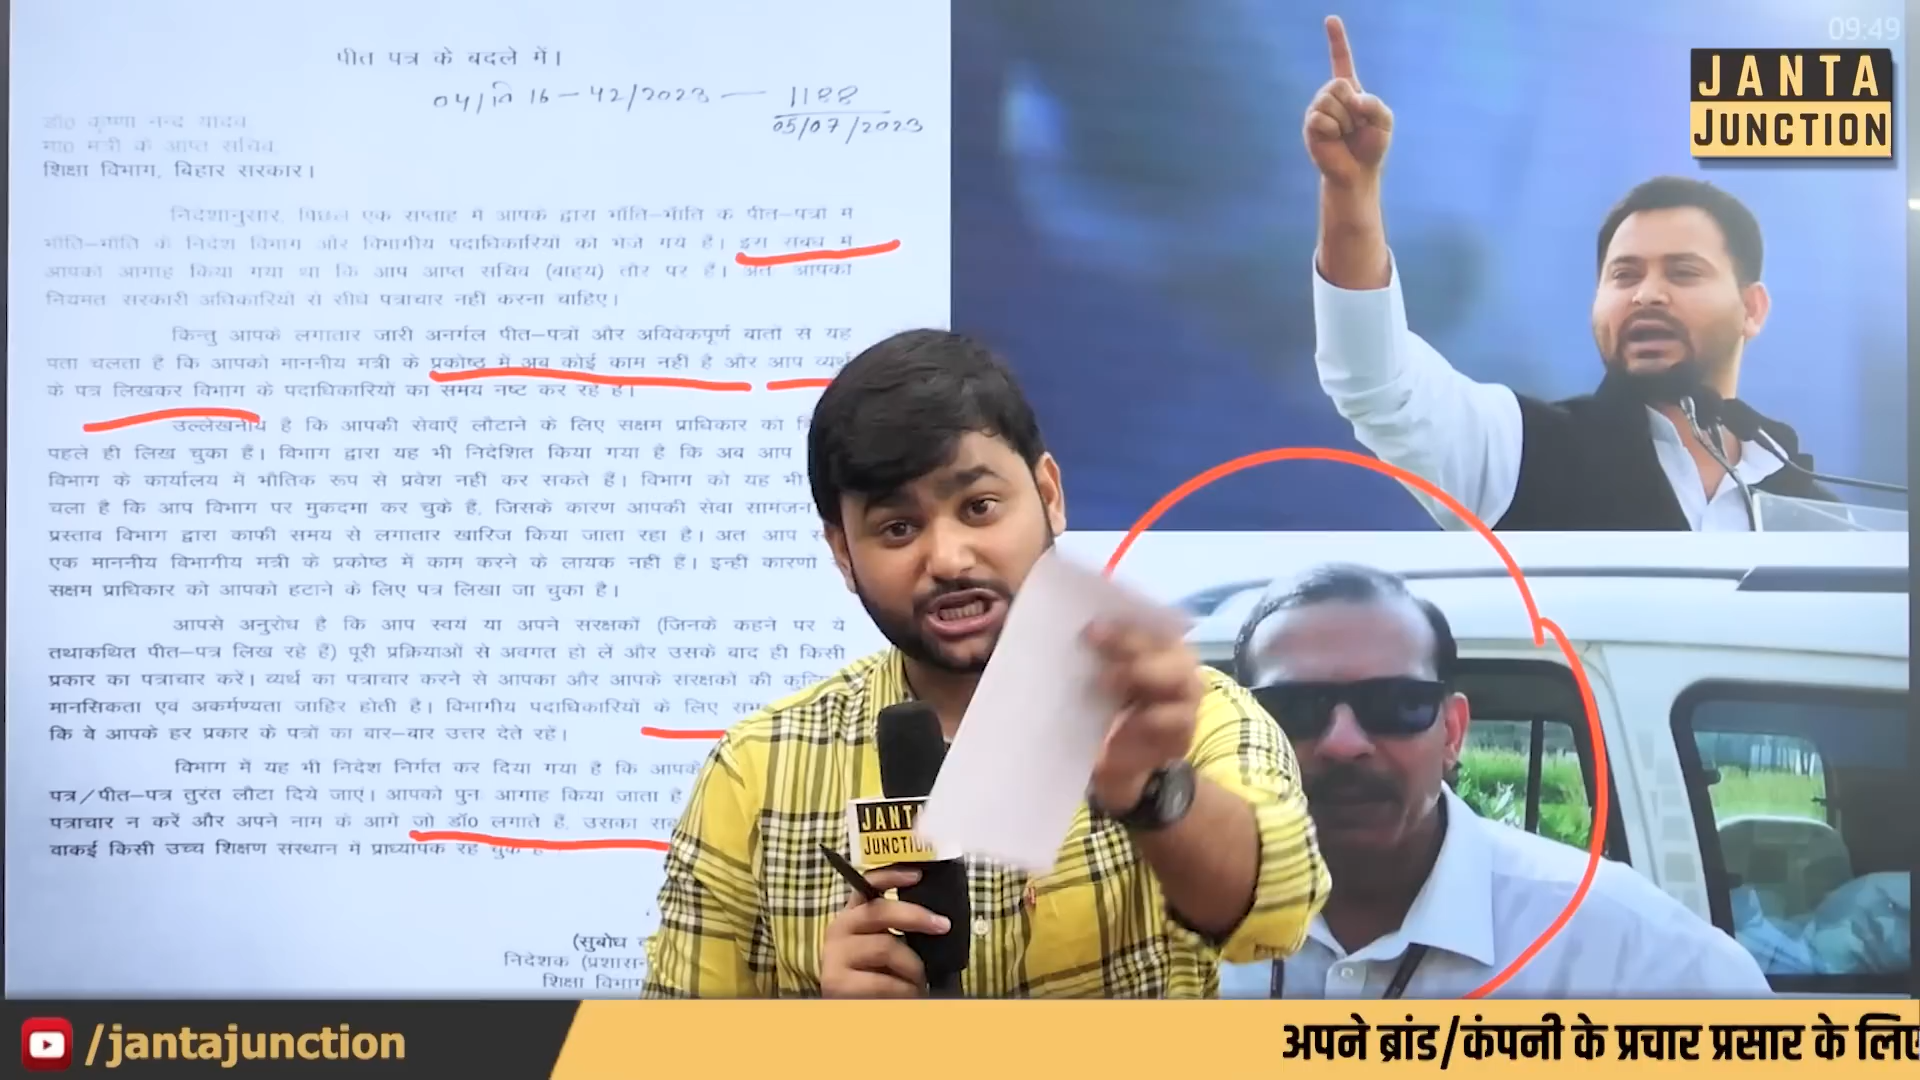 पीत पत्र के बदले में।
04/वि 16-42/2023 — 1188
05/07/2023
डॉ0 कृष्णा नन्द यादव
मा0 मंत्री के आप्त सचिव
शिक्षा विभाग, बिहार सरकार।
निदेशानुसार, पिछले एक सप्ताह में आपके द्वारा भाँति-भाँति के पीत-पत्रों में
भाँति-भाँति के निदेश विभाग और विभागीय पदाधिकारियों को भेजे गये हैं। इस संबंध में
आपको आगाह किया गया था कि आप आप्त सचिव (बाह्य) तौर पर हैं। अतः आपको
नियमतः सरकारी अधिकारियों से सीधे पत्राचार नहीं करना चाहिए।
किन्तु आपके लगातार जारी अनर्गल पीत-पत्रों और अविवेकपूर्ण बातों से यह
पता चलता है कि आपको माननीय मंत्री के प्रकोष्ठ में अब कोई काम नहीं है और आप व्यर्थ
के पत्र लिखकर विभाग के पदाधिकारियों का समय नष्ट कर रहे हैं।
उल्लेखनीय है कि आपकी सेवाएँ लौटाने के लिए सक्षम प्राधिकार को
पहले ही लिख चुका है। विभाग द्वारा यह भी निदेशित किया गया है कि अब आप
विभाग के कार्यालय में भौतिक रूप से प्रवेश नहीं कर सकते हैं। विभाग को यह भी
चला है कि आप विभाग पर मुकदमा कर चुके हैं, जिसके कारण आपकी सेवा सामंजन
प्रस्ताव विभाग द्वारा काफी समय से लगातार खारिज किया जाता रहा है। अतः आप
एक माननीय विभागीय मंत्री के प्रकोष्ठ में काम करने के लायक नहीं हैं। इन्हीं कारणों
सक्षम प्राधिकार को आपको हटाने के लिए पत्र लिखा जा चुका है।
आपसे अनुरोध है कि आप स्वयं या अपने संरक्षकों (जिनके कहने पर ये
तथाकथित पीत-पत्र लिख रहे हैं) पूरी प्रक्रियाओं से अवगत हो लें और उसके बाद ही किसी
प्रकार का पत्राचार करें। व्यर्थ का पत्राचार करने से आपका और आपके संरक्षकों की
मानसिकता एवं अकर्मण्यता जाहिर होती है। विभागीय पदाधिकारियों के लिए
कि वे आपके हर प्रकार के पत्रों का बार-बार उत्तर देते रहें।
विभाग में यह भी निदेश निर्गत कर दिया गया है कि आपके
पत्र/पीत-पत्र तुरंत लौटा दिये जाएं। आपको पुनः आगाह किया जाता है
पत्राचार न करें और अपने नाम के आगे जो डॉ0 लगाते हैं, उसका
वाकई किसी उच्च शिक्षण संस्थान में प्राध्यापक रह चुके हैं
(सुबोध
निदेशक (प्रशासन
शिक्षा विभाग
09:49
JANTA
JUNCTION
JANTA
JUNCTION
/jantajunction
अपने ब्रांड/कंपनी के प्रचार प्रसार के लिए